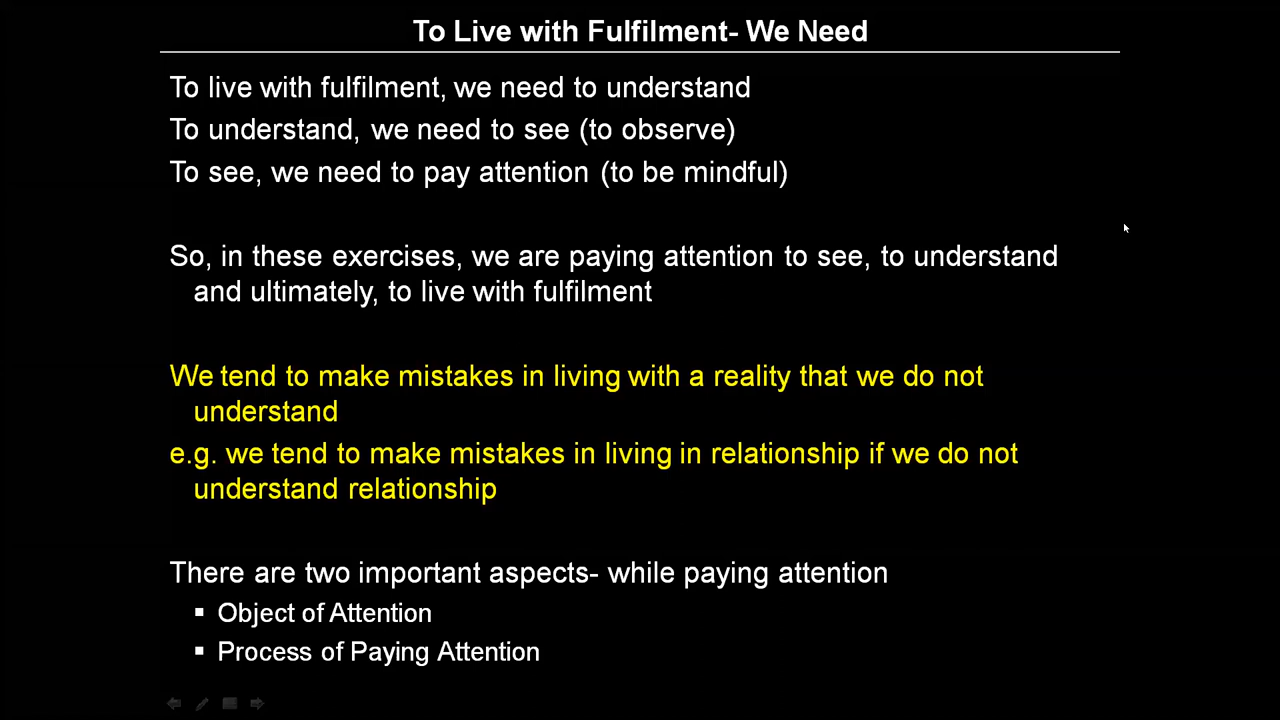 To Live with Fulfilment- We Need
To live with fulfilment, we need to understand
To understand, we need to see (to observe)
To see, we need to pay attention (to be mindful)
So, in these exercises, we are paying attention to see, to understand
and ultimately, to live with fulfilment
We tend to make mistakes in living with a reality that we do not
understand
e.g. we tend to make mistakes in living in relationship if we do not
understand relationship
There are two important aspects- while paying attention
▪ Object of Attention
▪ Process of Paying Attention